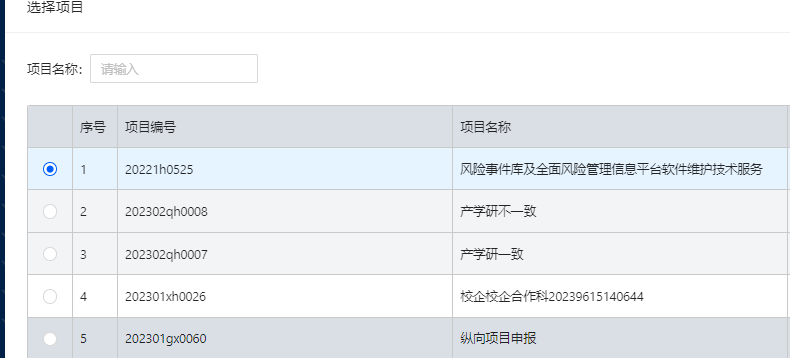 选择项目
项目名称: 请输入
序号 项目编号 项目名称
1 20221h0525 风险事件库及全面风险管理信息平台软件维护技术服务
2 202302qh0008 产学研不一致
3 202302qh0007 产学研一致
4 202301xh0026 校企校企合作科20239615140644
5 202301gx0060 纵向项目申报